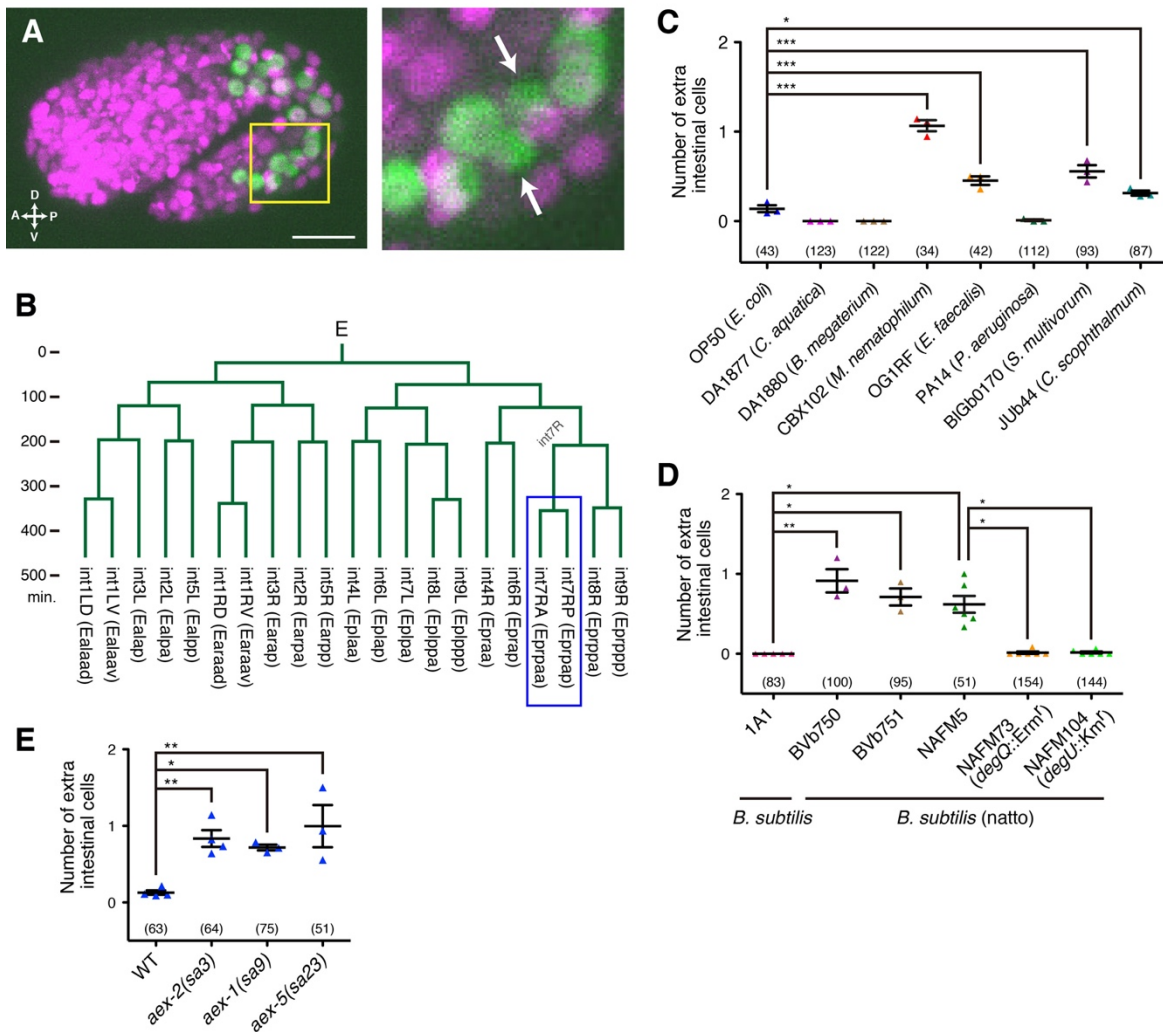 A
D
A P
V
B
E
0
100
200
300
400
500
min.
int7R
int1LD (Ealaad)
int1LV (Ealaav)
int3L (Ealap)
int2L (Ealpa)
int5L (Ealpp)
int1RD (Earaad)
int1RV (Earaav)
int3R (Earap)
int2R (Earpa)
int5R (Earpp)
int4L (Eplaa)
int6L (Eplap)
int7L (Eplpa)
int8L (Eplppa)
int9L (Eplppp)
int4R (Epraa)
int6R (Eprap)
int7RA (Eprpaa)
int7RP (Eprpap)
int8R (Eprppa)
int9R (Eprppp)
C
Number of extra
intestinal cells
2
1
0
*
***
***
***
(43) (123) (122) (34) (42) (112) (93) (87)
OP50 (E. coli)
DA1877 (C. aquatica)
DA1880 (B. megaterium)
CBX102 (M. nematophilum)
OG1RF (E. faecalis)
PA14 (P. aeruginosa)
BIGb0170 (S. multivorum)
JUb44 (C. scophthalmum)
D
Number of extra
intestinal cells
2
1
0
*
*
**
*
*
(83) (100) (95) (51) (154) (144)
1A1
BVb750
BVb751
NAFM5
NAFM73
(degQ::Ermʳ)
NAFM104
(degU::Kmʳ)
B. subtilis
B. subtilis (natto)
E
Number of extra
intestinal cells
2
1
0
**
*
**
(63) (64) (75) (51)
WT
aex-2(sa3)
aex-1(sa9)
aex-5(sa23)